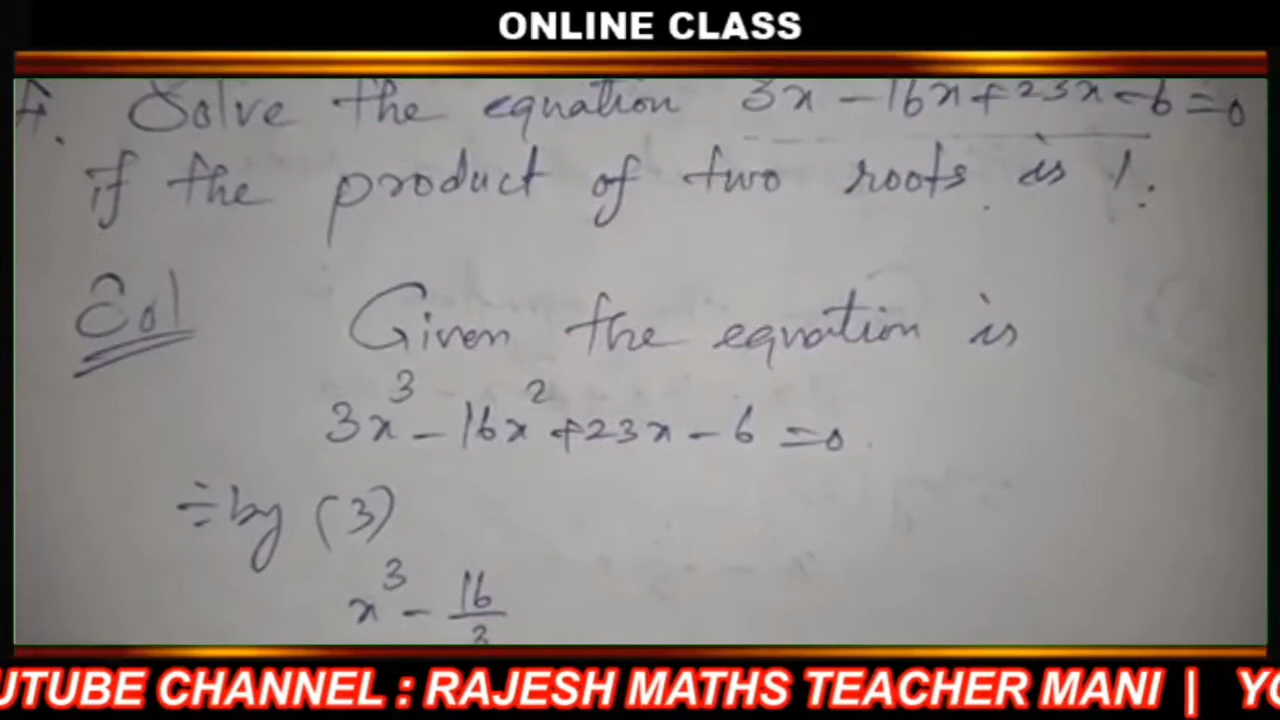 ONLINE CLASS
4. Solve the equation 3x - 16x + 23x - 6 = 0
if the product of two roots is 1.
Sol Given the equation is
3x³ - 16x² + 23x - 6 = 0
÷ by (3)
x³ - 16/3
UTUBE CHANNEL : RAJESH MATHS TEACHER MANI | YO